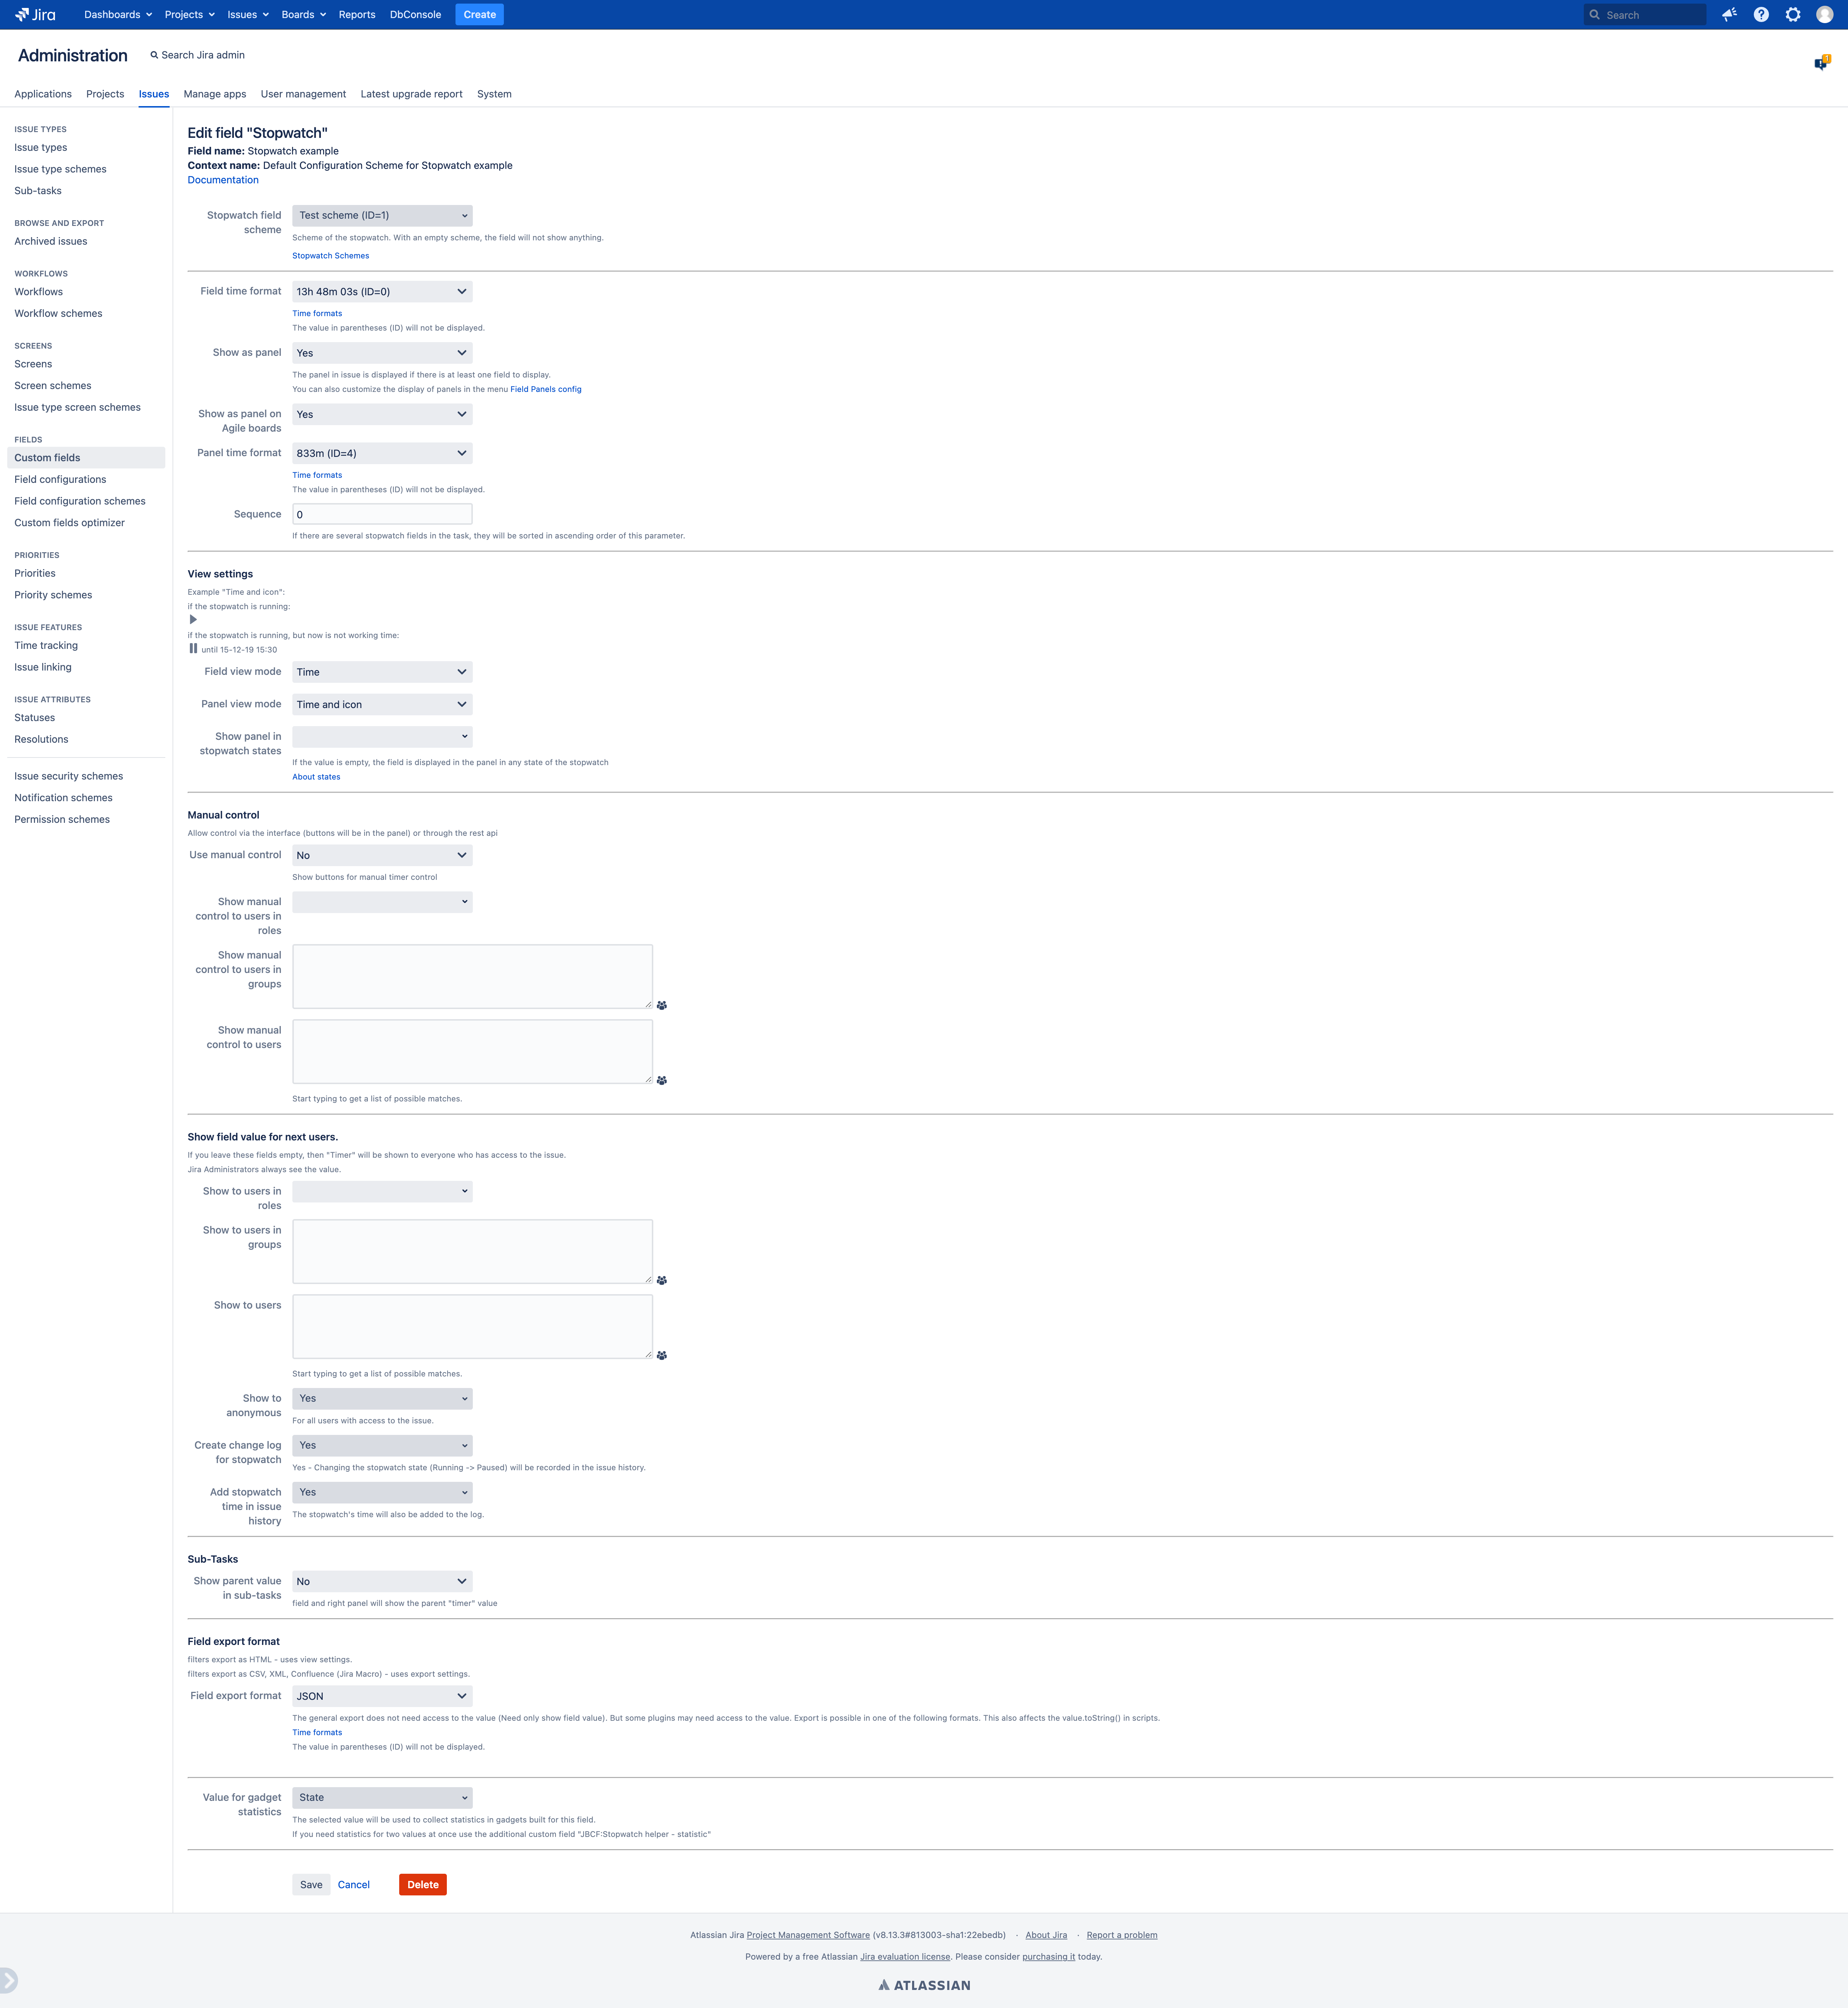 Jira Dashboards Projects Issues Boards Reports DbConsole Create Search
Administration Search Jira admin
Applications Projects Issues Manage apps User management Latest upgrade report System
ISSUE TYPES
Issue types
Issue type schemes
Sub-tasks
BROWSE AND EXPORT
Archived issues
WORKFLOWS
Workflows
Workflow schemes
SCREENS
Screens
Screen schemes
Issue type screen schemes
FIELDS
Custom fields
Field configurations
Field configuration schemes
Custom fields optimizer
PRIORITIES
Priorities
Priority schemes
ISSUE FEATURES
Time tracking
Issue linking
ISSUE ATTRIBUTES
Statuses
Resolutions
Issue security schemes
Notification schemes
Permission schemes
Edit field "Stopwatch"
Field name: Stopwatch example
Context name: Default Configuration Scheme for Stopwatch example
Documentation
Stopwatch field scheme
Test scheme (ID=1)
Scheme of the stopwatch. With an empty scheme, the field will not show anything.
Stopwatch Schemes
Field time format
13h 48m 03s (ID=0)
Time formats
The value in parentheses (ID) will not be displayed.
Show as panel
Yes
The panel in issue is displayed if there is at least one field to display.
You can also customize the display of panels in the menu Field Panels config
Show as panel on Agile boards
Yes
Panel time format
833m (ID=4)
Time formats
The value in parentheses (ID) will not be displayed.
Sequence
0
If there are several stopwatch fields in the task, they will be sorted in ascending order of this parameter.
View settings
Example "Time and icon":
if the stopwatch is running:
if the stopwatch is running, but now is not working time:
until 15-12-19 15:30
Field view mode
Time
Panel view mode
Time and icon
Show panel in stopwatch states
If the value is empty, the field is displayed in the panel in any state of the stopwatch
About states
Manual control
Allow control via the interface (buttons will be in the panel) or through the rest api
Use manual control
No
Show buttons for manual timer control
Show manual control to users in roles
Show manual control to users in groups
Show manual control to users
Start typing to get a list of possible matches.
Show field value for next users.
If you leave these fields empty, then "Timer" will be shown to everyone who has access to the issue.
Jira Administrators always see the value.
Show to users in roles
Show to users in groups
Show to users
Start typing to get a list of possible matches.
Show to anonymous
Yes
For all users with access to the issue.
Create change log for stopwatch
Yes
Yes - Changing the stopwatch state (Running -> Paused) will be recorded in the issue history.
Add stopwatch time in issue history
Yes
The stopwatch's time will also be added to the log.
Sub-Tasks
Show parent value in sub-tasks
No
field and right panel will show the parent "timer" value
Field export format
filters export as HTML - uses view settings.
filters export as CSV, XML, Confluence (Jira Macro) - uses export settings.
Field export format
JSON
The general export does not need access to the value (Need only show field value). But some plugins may need access to the value. Export is possible in one of the following formats. This also affects the value.toString() in scripts.
Time formats
The value in parentheses (ID) will not be displayed.
Value for gadget statistics
State
The selected value will be used to collect statistics in gadgets built for this field.
If you need statistics for two values at once use the additional custom field "JBCF:Stopwatch helper - statistic"
Save Cancel Delete
Atlassian Jira Project Management Software (v8.13.3#813003-sha1:22ebedb) · About Jira · Report a problem
Powered by a free Atlassian Jira evaluation license. Please consider purchasing it today.
ATLASSIAN